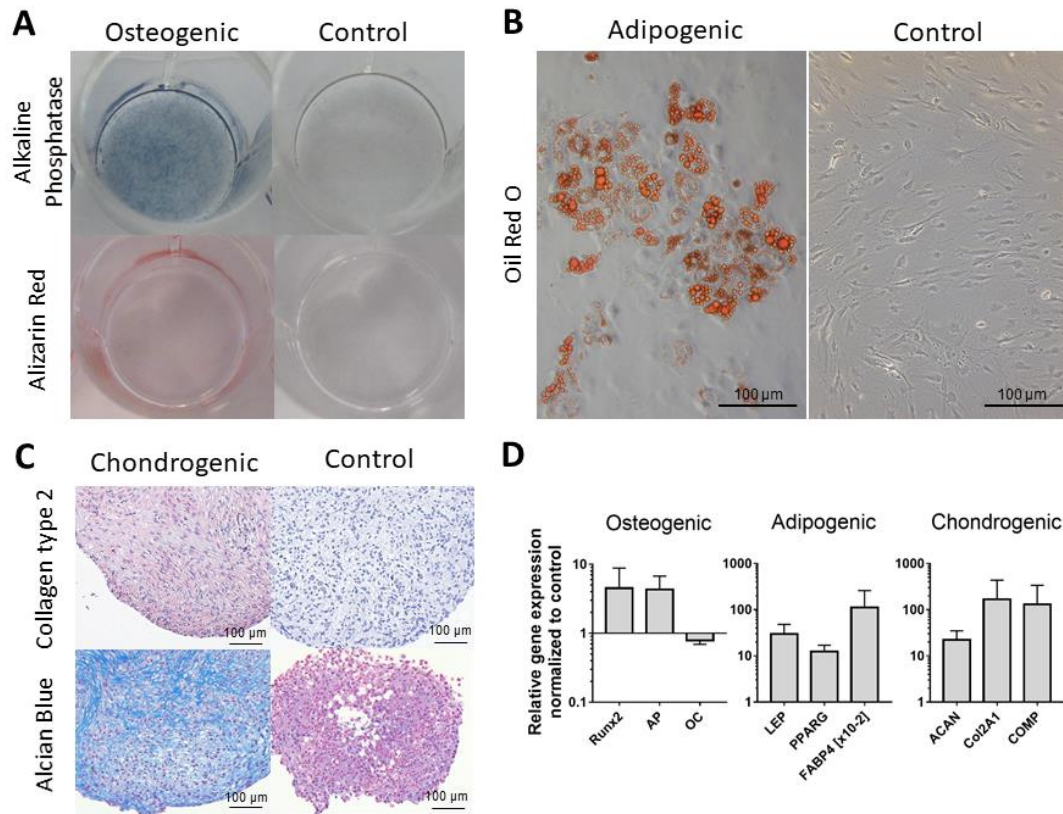 A
Osteogenic
Control
Alkaline
Phosphatase
Alizarin Red
B
Adipogenic
Control
Oil Red O
100 µm
100 µm
C
Chondrogenic
Control
Collagen type 2
100 µm
100 µm
Alcian Blue
100 µm
100 µm
D
Relative gene expression
normalized to control
Osteogenic
10
1
0.1
Runx2
AP
OC
Adipogenic
1000
100
10
1
LEP
PPARG
FABP4 [x10-2]
Chondrogenic
1000
100
10
1
ACAN
Col2A1
COMP